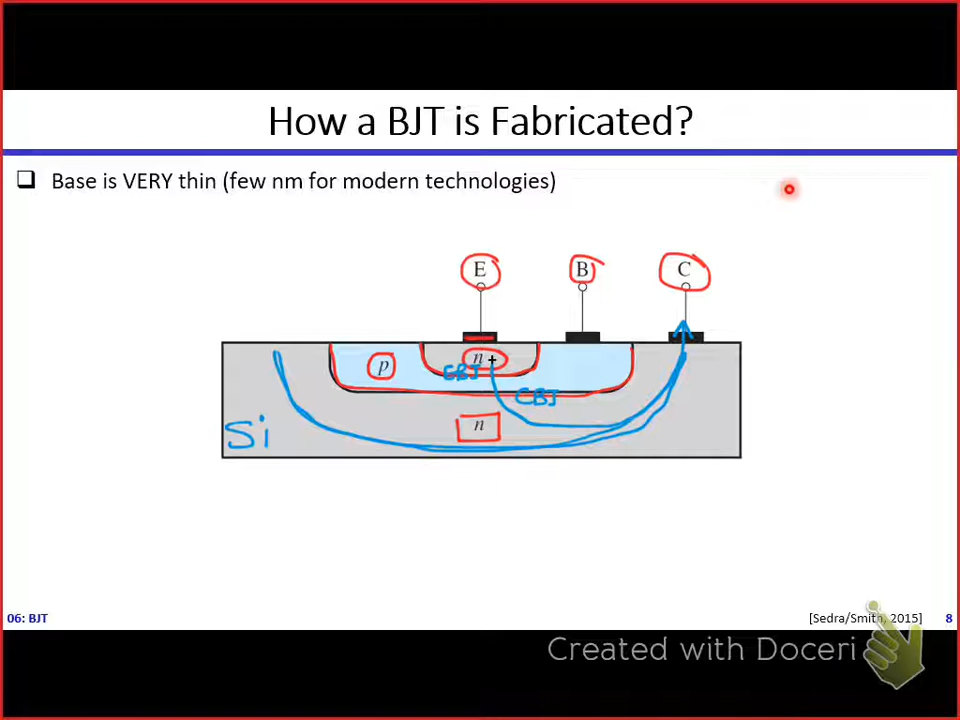 How a BJT is Fabricated?
Base is VERY thin (few nm for modern technologies)
E B C
n+
p
EBJ
CBJ
n
Si
06: BJT
[Sedra/Smith, 2015] 8
Created with Doceri